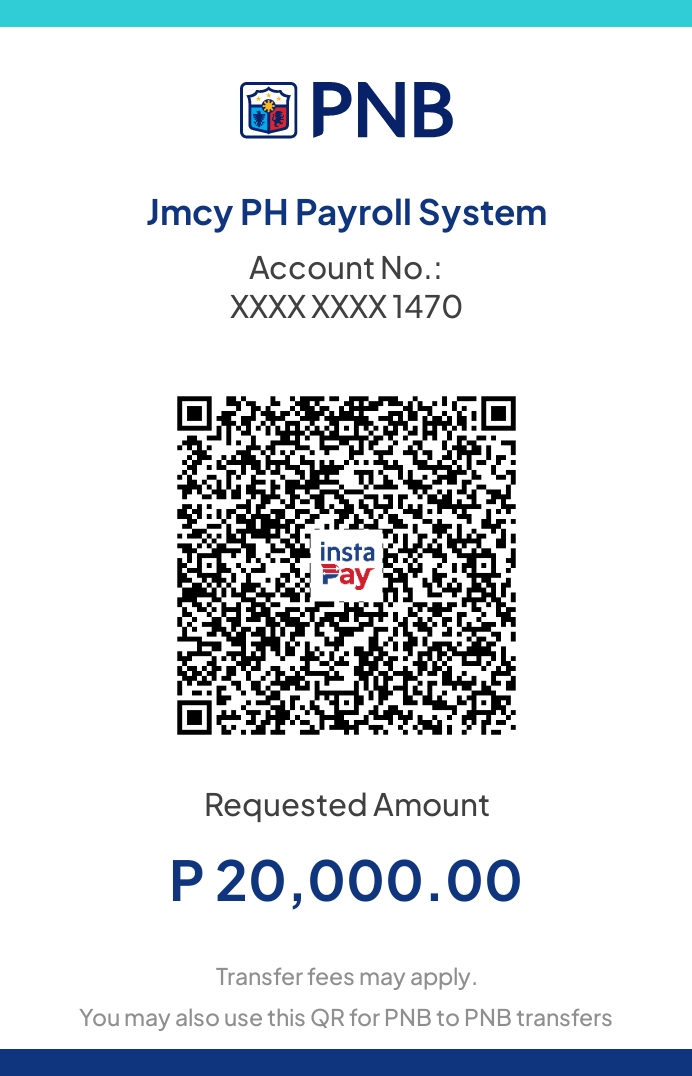 PNB
Jmcy PH Payroll System
Account No.:
XXXX XXXX 1470
insta
Pay
Requested Amount
P 20,000.00
Transfer fees may apply.
You may also use this QR for PNB to PNB transfers